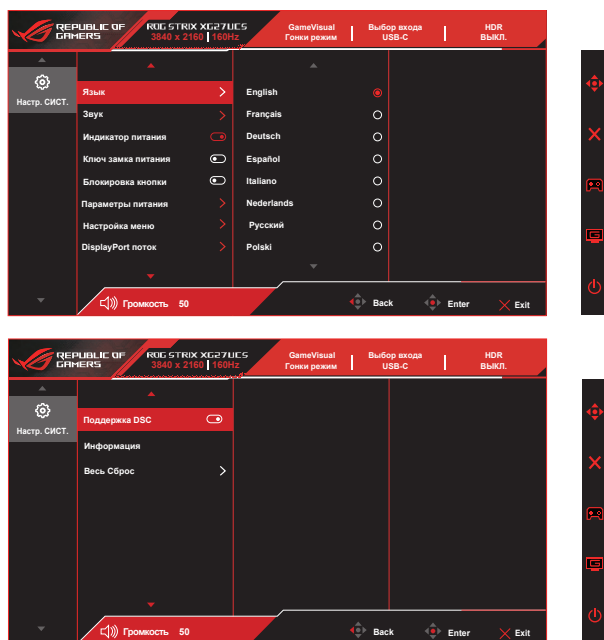 REPUBLIC OF
GAMERS
ROG STRIX XG27UCS
3840 x 2160 160Hz
GameVisual
Гонки режим
Выбор входа
USB-C
HDR
ВЫКЛ.
Настр. СИСТ.
Язык
Звук
Индикатор питания
Ключ замка питания
Блокировка кнопки
Параметры питания
Настройка меню
DisplayPort поток
English
Français
Deutsch
Español
Italiano
Nederlands
Русский
Polski
Громкость 50
Back
Enter
Exit
REPUBLIC OF
GAMERS
ROG STRIX XG27UCS
3840 x 2160 160Hz
GameVisual
Гонки режим
Выбор входа
USB-C
HDR
ВЫКЛ.
Настр. СИСТ.
Поддержка DSC
Информация
Весь Сброс
Громкость 50
Back
Enter
Exit